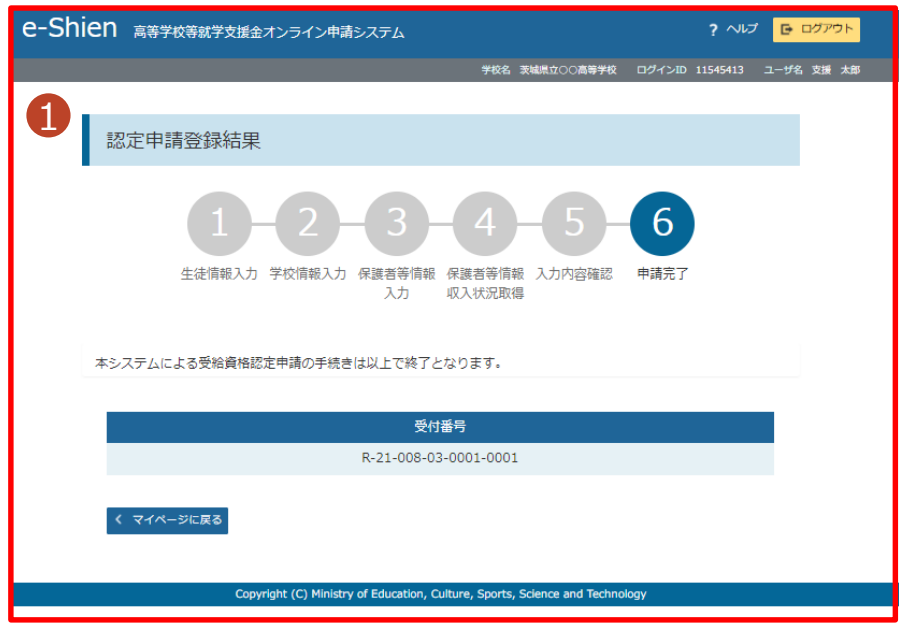 e-Shien 高等学校等就学支援金オンライン申請システム ? ヘルプ ログアウト
学校名 茨城県立〇〇高等学校 ログインID 11545413 ユーザ名 支援 太郎
1
認定申請登録結果
1 2 3 4 5 6
生徒情報入力 学校情報入力 保護者等情報 保護者等情報 入力内容確認 申請完了
入力 収入状況取得
本システムによる受給資格認定申請の手続きは以上で終了となります。
受付番号
R-21-008-03-0001-0001
マイページに戻る
Copyright (C) Ministry of Education, Culture, Sports, Science and Technology